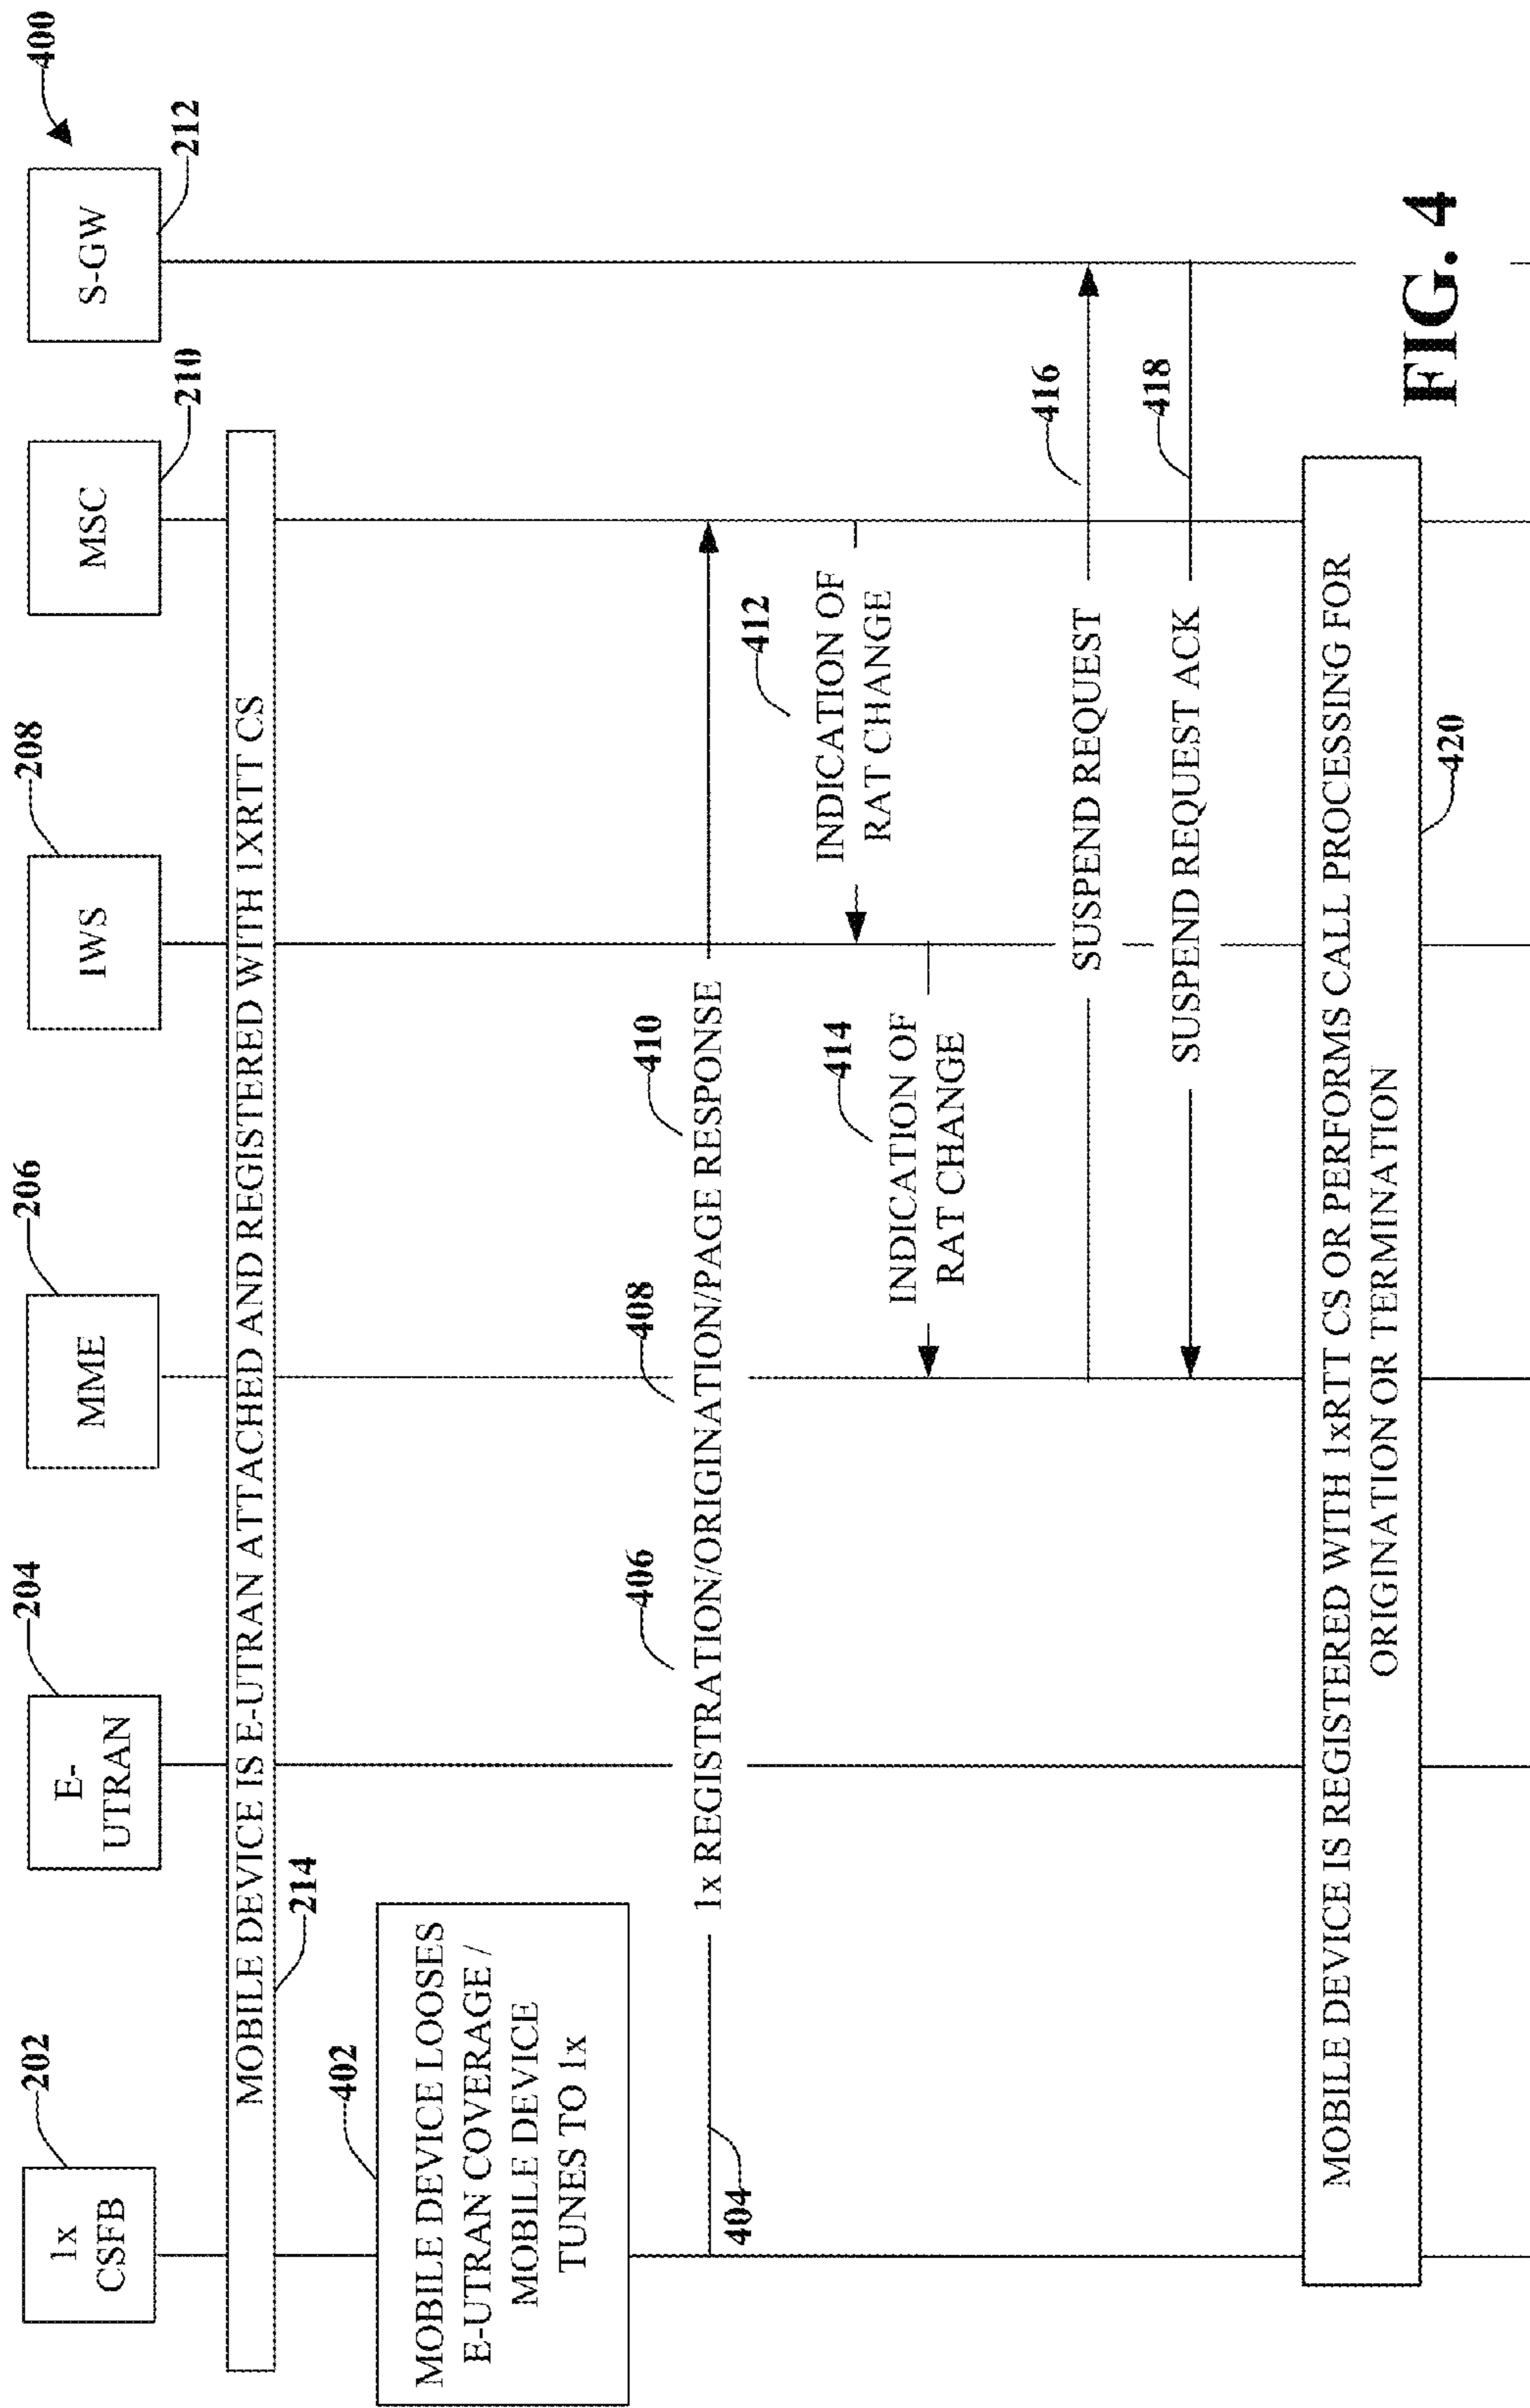 400
1x
CSFB
202
E-
UTRAN
204
MME
206
IWS
208
MSC
210
S-GW
212
MOBILE DEVICE IS E-UTRAN ATTACHED AND REGISTERED WITH 1XRTT CS
214
402
MOBILE DEVICE LOOSES
E-UTRAN COVERAGE /
MOBILE DEVICE
TUNES TO 1x
404
406
408
410
1x REGISTRATION/ORIGINATION/PAGE RESPONSE
412
INDICATION OF
RAT CHANGE
414
INDICATION OF
RAT CHANGE
416
SUSPEND REQUEST
418
SUSPEND REQUEST ACK
MOBILE DEVICE IS REGISTERED WITH 1xRTT CS OR PERFORMS CALL PROCESSING FOR
ORIGINATION OR TERMINATION
420
FIG. 4